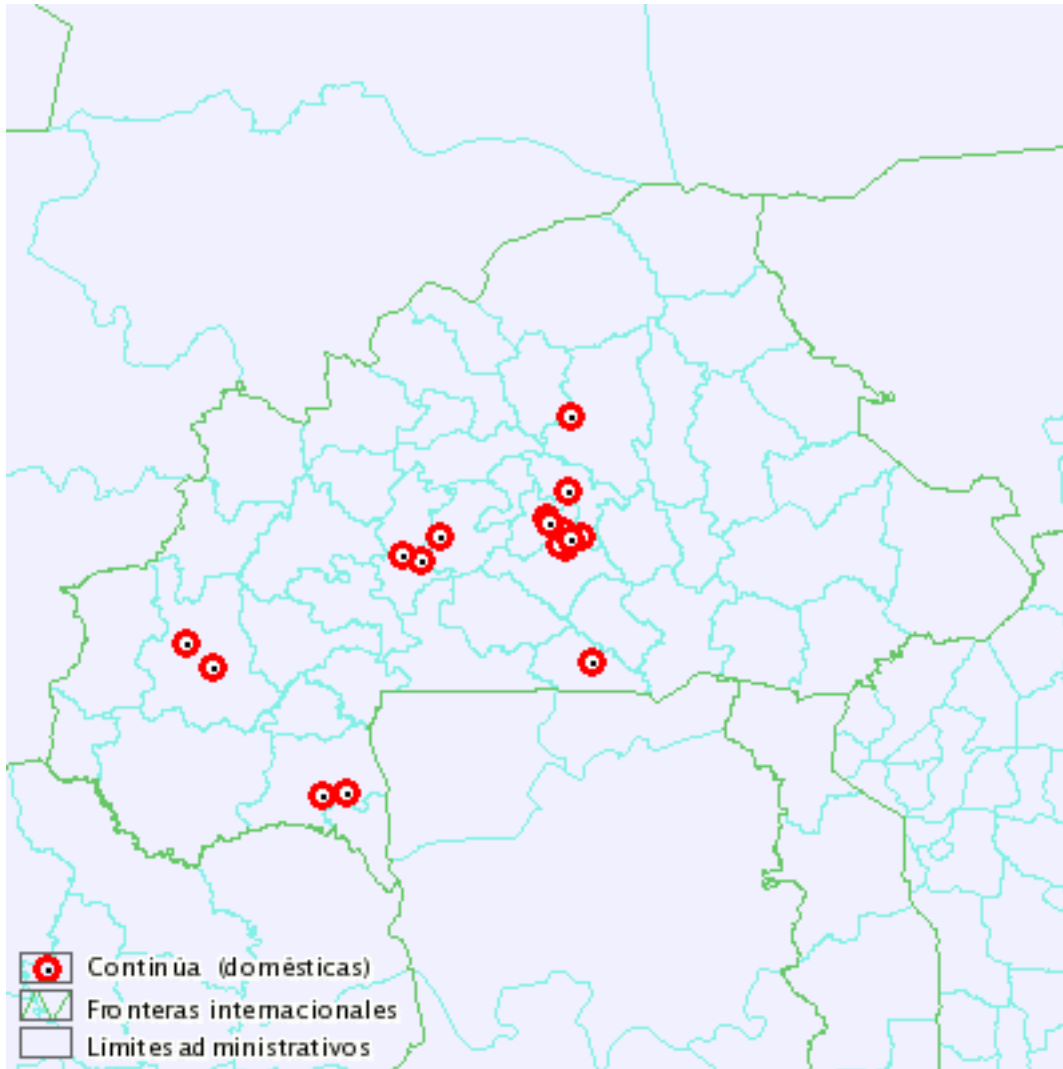 Continúa (domésticas)
Fronteras internacionales
Límites administrativos